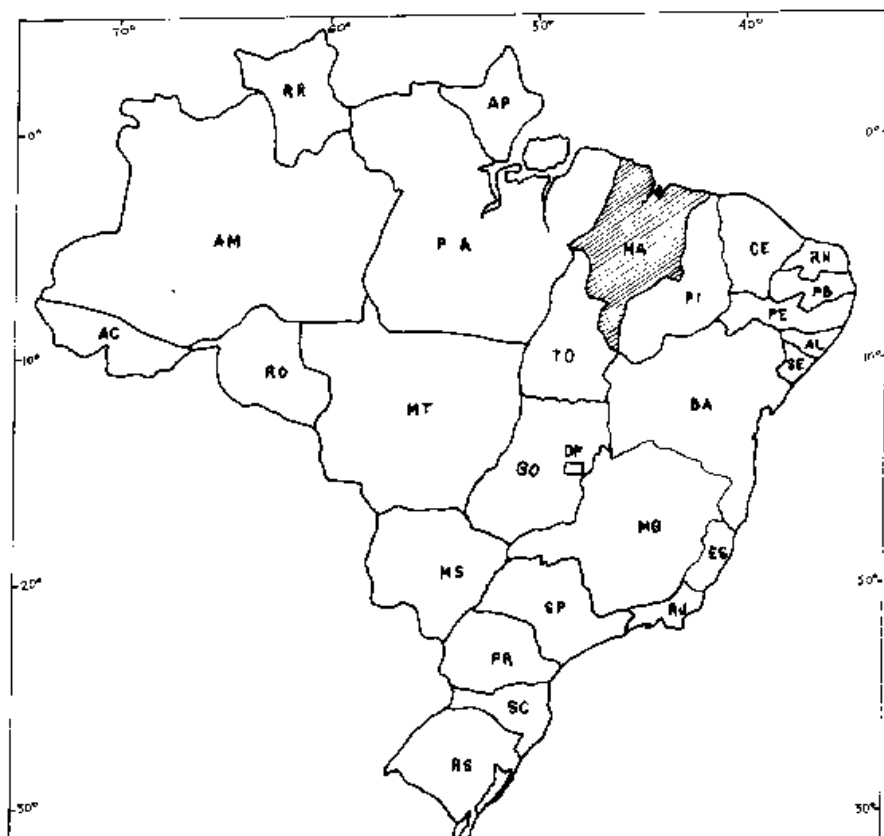 70° 60° 50° 40°
RR
AP
0° 0°
AM
PA
MA
CE
RN
PB
PI
PE
AC
AL
10° 10°
SE
RO
TO
MT
BA
DF
GO
MG
ES
MS
20°
SP
RJ
PR
SC
RS
30° 30°